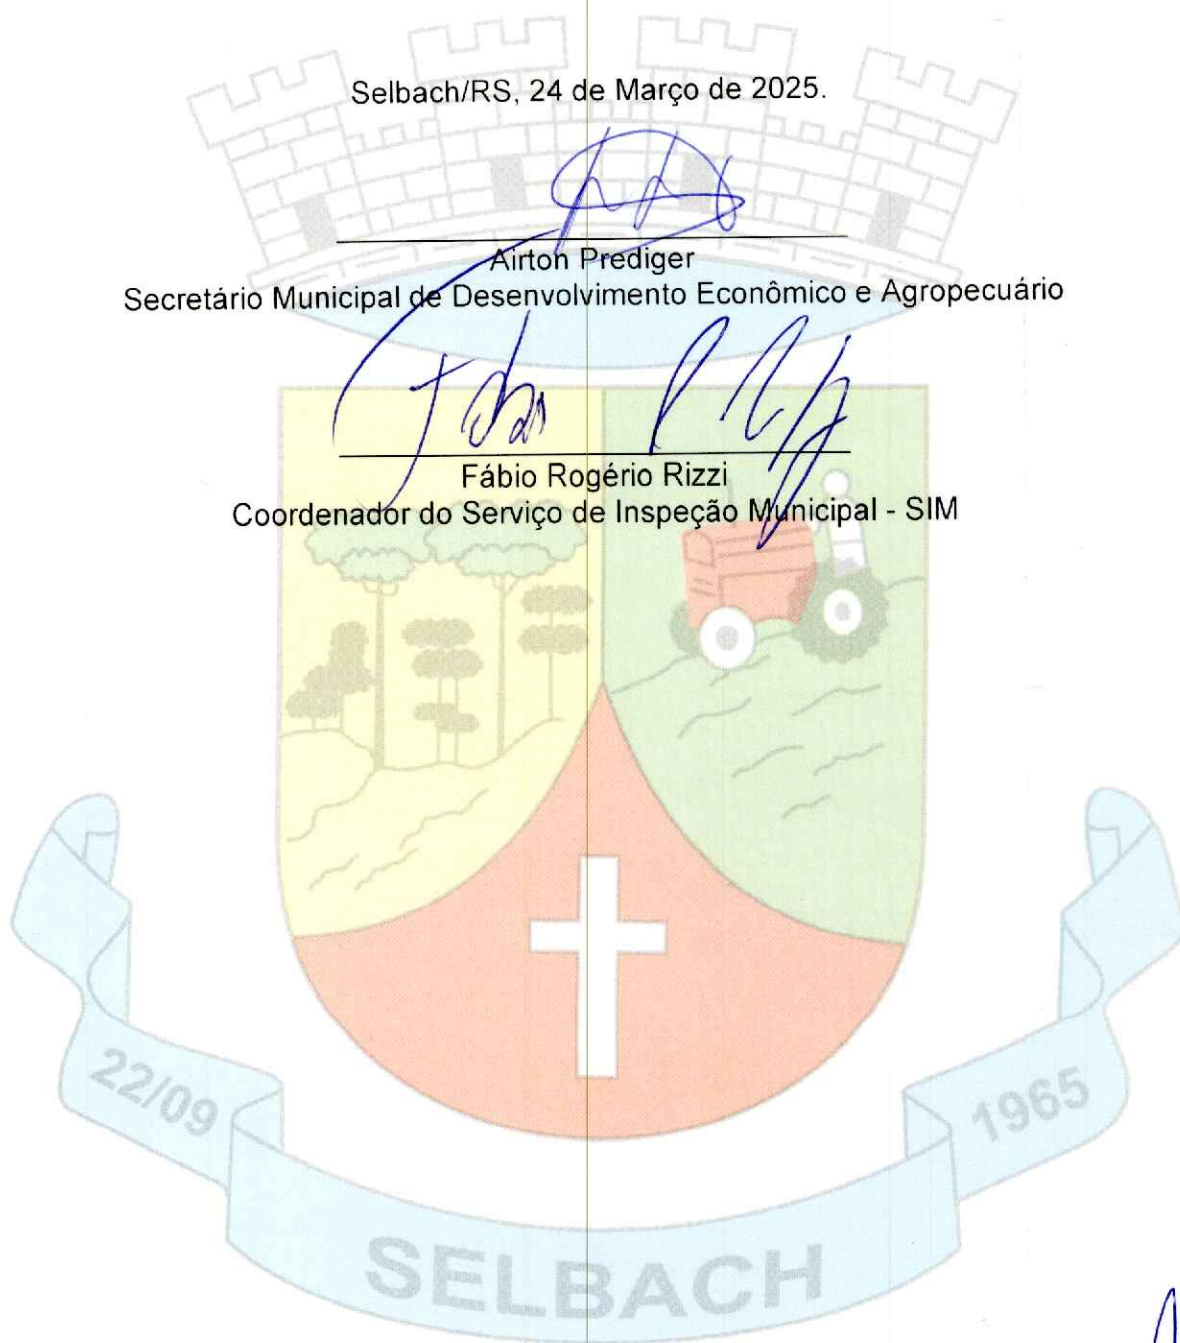 Selbach/RS, 24 de Março de 2025.
Airton Prediger
Secretário Municipal de Desenvolvimento Econômico e Agropecuário
Fábio Rogério Rizzi
Coordenador do Serviço de Inspeção Municipal - SIM
22/09
1965
SELBACH